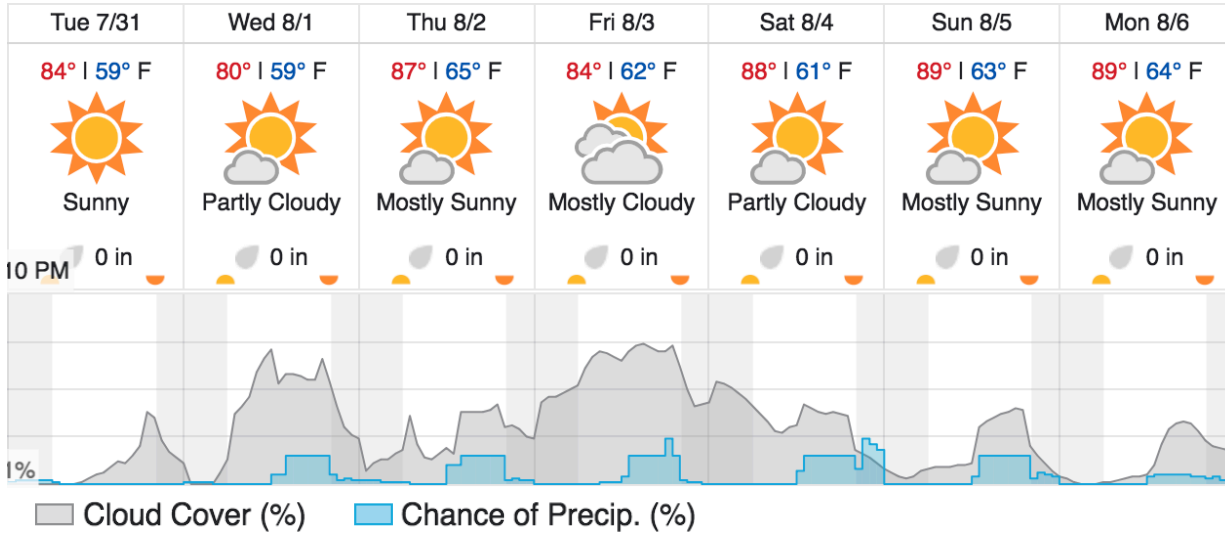 Tue 7/31 Wed 8/1 Thu 8/2 Fri 8/3 Sat 8/4 Sun 8/5 Mon 8/6
84° | 59° F 80° | 59° F 87° | 65° F 84° | 62° F 88° | 61° F 89° | 63° F 89° | 64° F
Sunny Partly Cloudy Mostly Sunny Mostly Cloudy Partly Cloudy Mostly Sunny Mostly Sunny
0 in 0 in 0 in 0 in 0 in 0 in 0 in
10 PM
1%
Cloud Cover (%) Chance of Precip. (%)